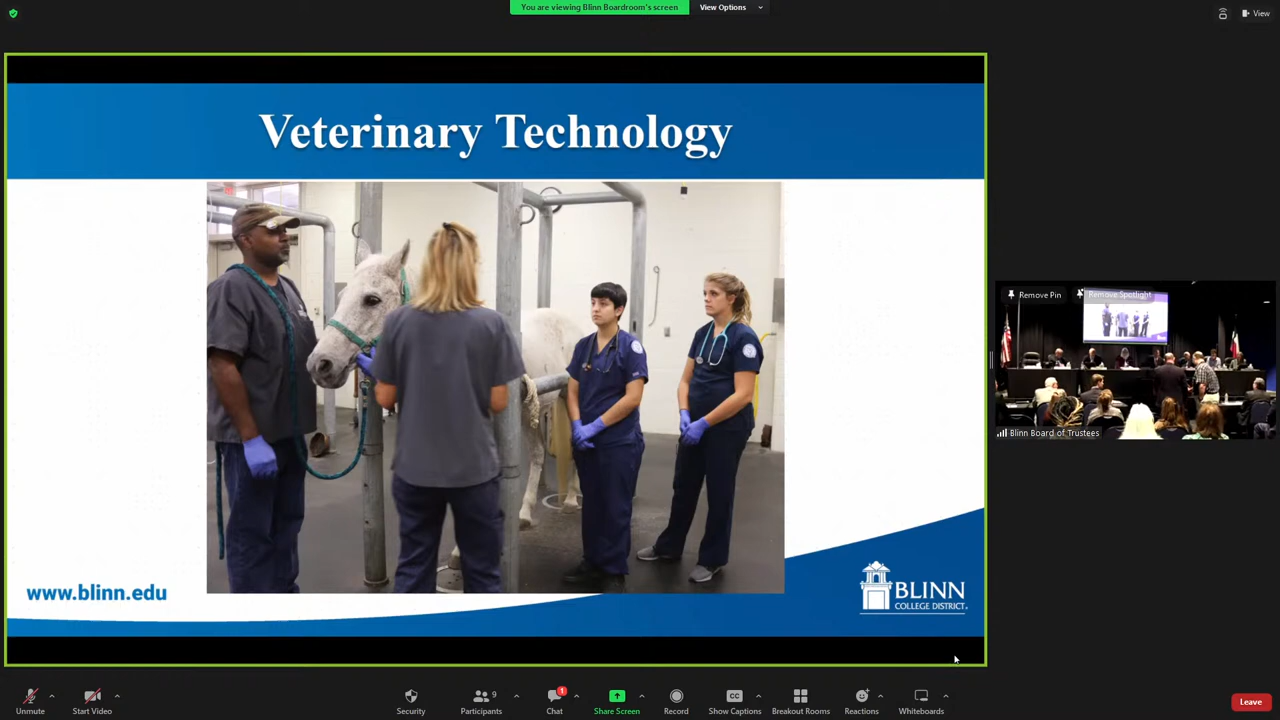 You are viewing Blinn Boardroom's screen
View Options
View
Veterinary Technology
www.blinn.edu
BLINN
COLLEGE DISTRICT
Remove Pin
Remove Spotlight
Blinn Board of Trustees
Unmute
Start Video
Security
9
Participants
1
Chat
Share Screen
Record
CC
Show Captions
Breakout Rooms
Reactions
Whiteboards
Leave